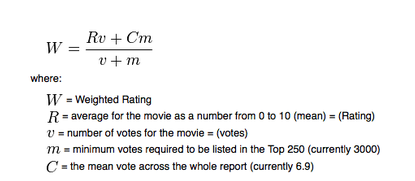 W = Rv + Cm / v + m
where:
W = Weighted Rating
R = average for the movie as a number from 0 to 10 (mean) = (Rating)
v = number of votes for the movie = (votes)
m = minimum votes required to be listed in the Top 250 (currently 3000)
C = the mean vote across the whole report (currently 6.9)